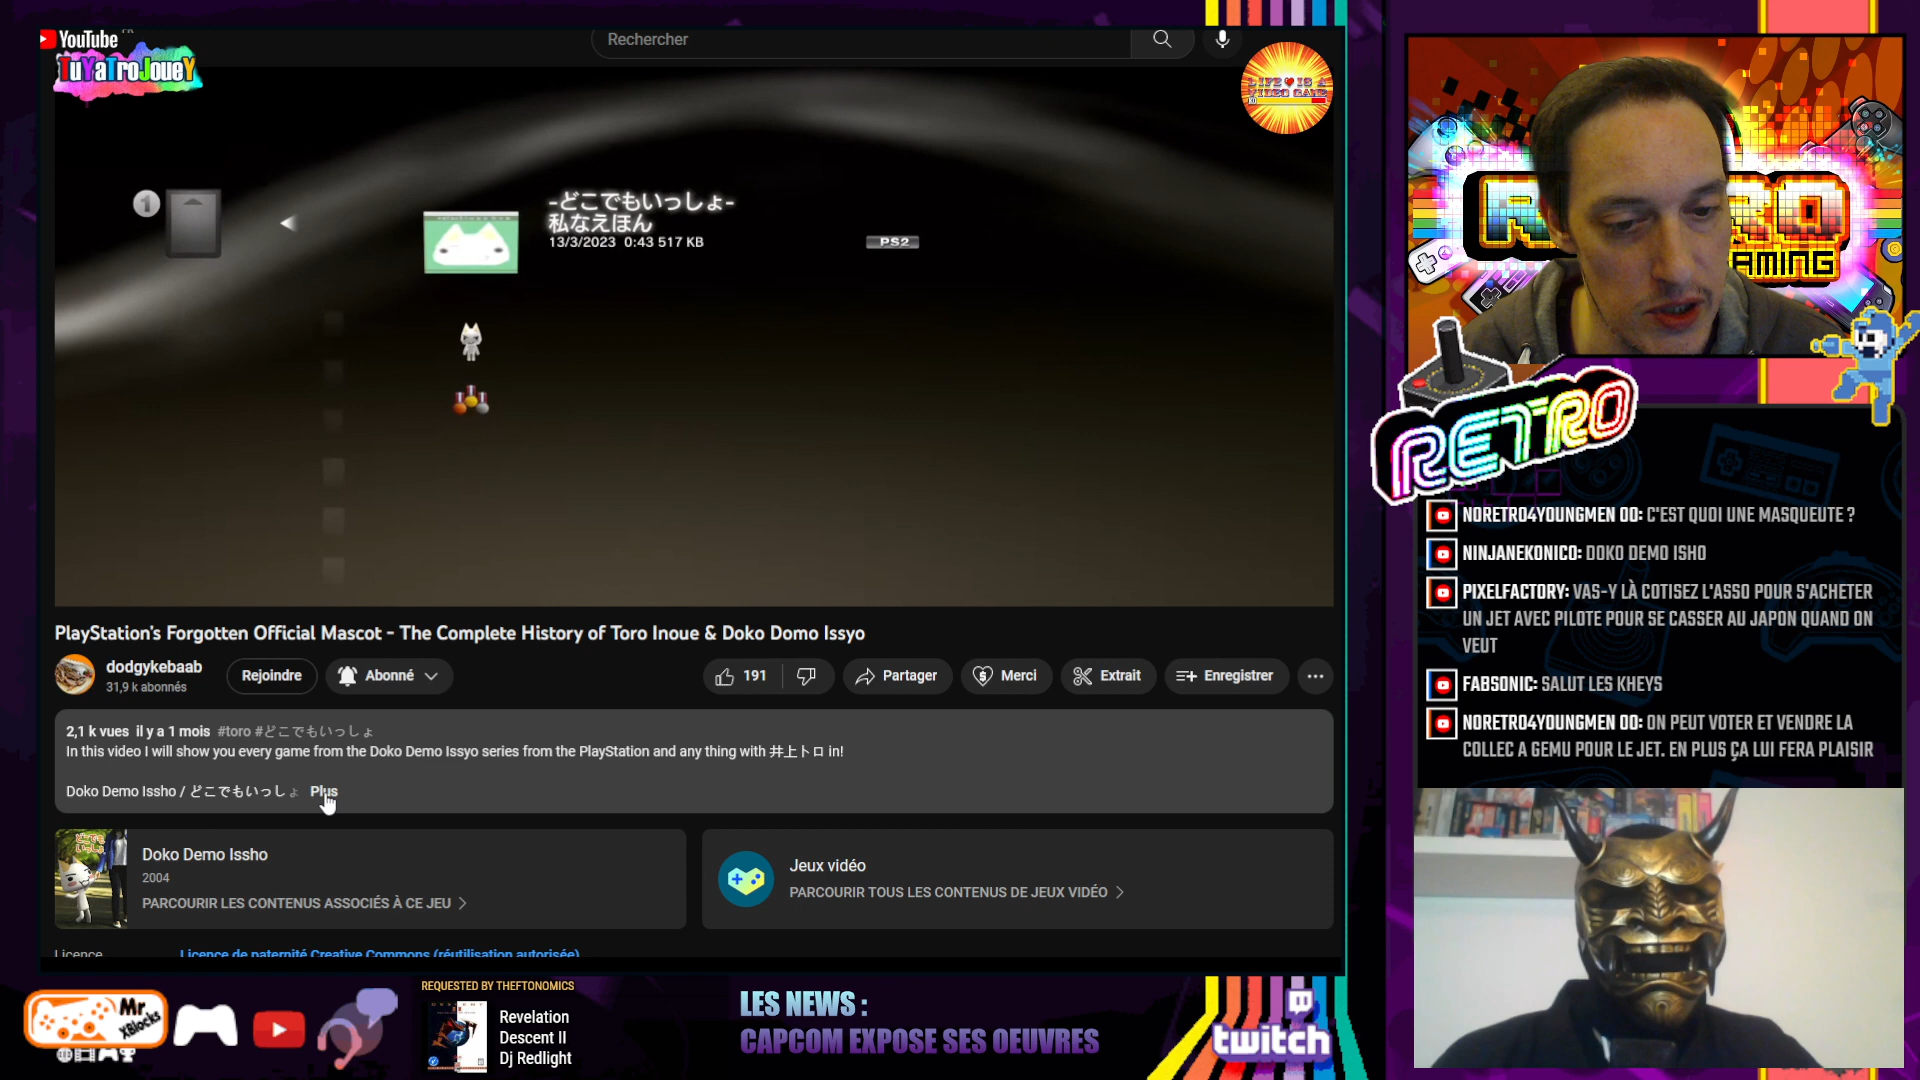 YouTube
FR
TuYaTroJoueY
Rechercher
LIFE IS A
VIDEO GAME
1
-どこでもいっしょ-
私なえほん
13/3/2023 0:43 517 KB
PS2
PlayStation's Forgotten Official Mascot - The Complete History of Toro Inoue & Doko Domo Issyo
dodgykebaab
31,9 k abonnés
Rejoindre
Abonné
191
Partager
Merci
Extrait
Enregistrer
2,1 k vues il y a 1 mois #toro #どこでもいっしょ
In this video I will show you every game from the Doko Demo Issyo series from the PlayStation and any thing with 井上トロ in!
Doko Demo Issho / どこでもいっしょ Plus
Doko Demo Issho
2004
PARCOURIR LES CONTENUS ASSOCIÉS À CE JEU
Jeux vidéo
PARCOURIR TOUS LES CONTENUS DE JEUX VIDÉO
Licence
Licence de paternité Creative Commons (réutilisation autorisée)
AMING
RETRO
NORETRO4YOUNGMEN OO: C'EST QUOI UNE MASQUEUTE ?
NINJANEKONICO: DOKO DEMO ISHO
PIXELFACTORY: VAS-Y LÀ COTISEZ L'ASSO POUR S'ACHETER
UN JET AVEC PILOTE POUR SE CASSER AU JAPON QUAND ON
VEUT
FABSONIC: SALUT LES KHEYS
NORETRO4YOUNGMEN OO: ON PEUT VOTER ET VENDRE LA
COLLEC A GEMU POUR LE JET. EN PLUS ÇA LUI FERA PLAISIR
Mr
XBlocks
REQUESTED BY THEFTONOMICS
Revelation
Descent II
Dj Redlight
LES NEWS :
CAPCOM EXPOSE SES OEUVRES
twitch